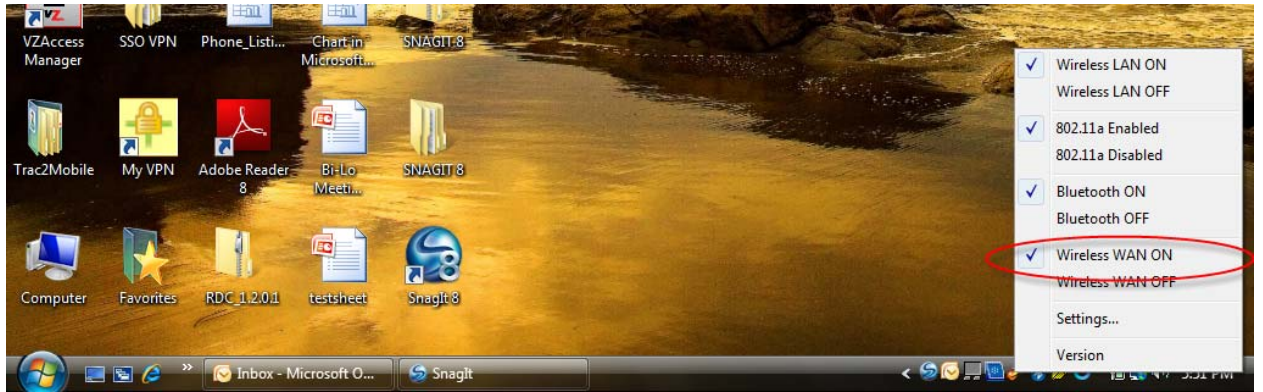 VZ
VZAccess Manager
SSO VPN
Phone_Listi...
Chart in Microsoft...
SNAGIT-8
Trac2Mobile
My VPN
Adobe Reader 8
Bi-Lo Meeti...
SNAGIT 8
Computer
Favorites
RDC_1.2.0.1
testsheet
SnagIt 8
Wireless LAN ON
Wireless LAN OFF
802.11a Enabled
802.11a Disabled
Bluetooth ON
Bluetooth OFF
Wireless WAN ON
Wireless WAN OFF
Settings...
Version
Inbox - Microsoft O...
SnagIt